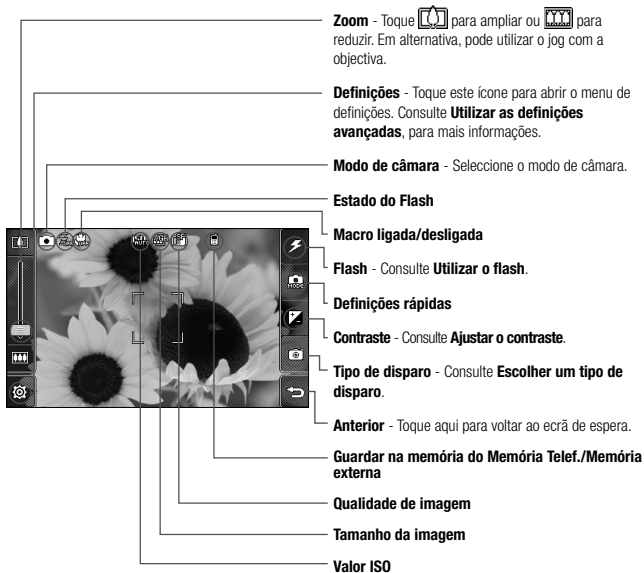 Zoom - Toque para ampliar ou para
reduzir. Em alternativa, pode utilizar o jog com a
objectiva.
Definições - Toque este ícone para abrir o menu de
definições. Consulte Utilizar as definições
avançadas, para mais informações.
Modo de câmara - Seleccione o modo de câmara.
Estado do Flash
Macro ligada/desligada
Flash - Consulte Utilizar o flash.
Definições rápidas
Contraste - Consulte Ajustar o contraste.
Tipo de disparo - Consulte Escolher um tipo de
disparo.
Anterior - Toque aqui para voltar ao ecrã de espera.
Guardar na memória do Memória Telef./Memória
externa
Qualidade de imagem
Tamanho da imagem
Valor ISO
ISO
AUTO
MODE